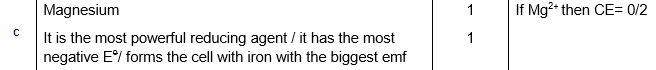 Magnesium 1 If Mg²⁺ then CE= 0/2
c It is the most powerful reducing agent / it has the most 1
negative E°/ forms the cell with iron with the biggest emf